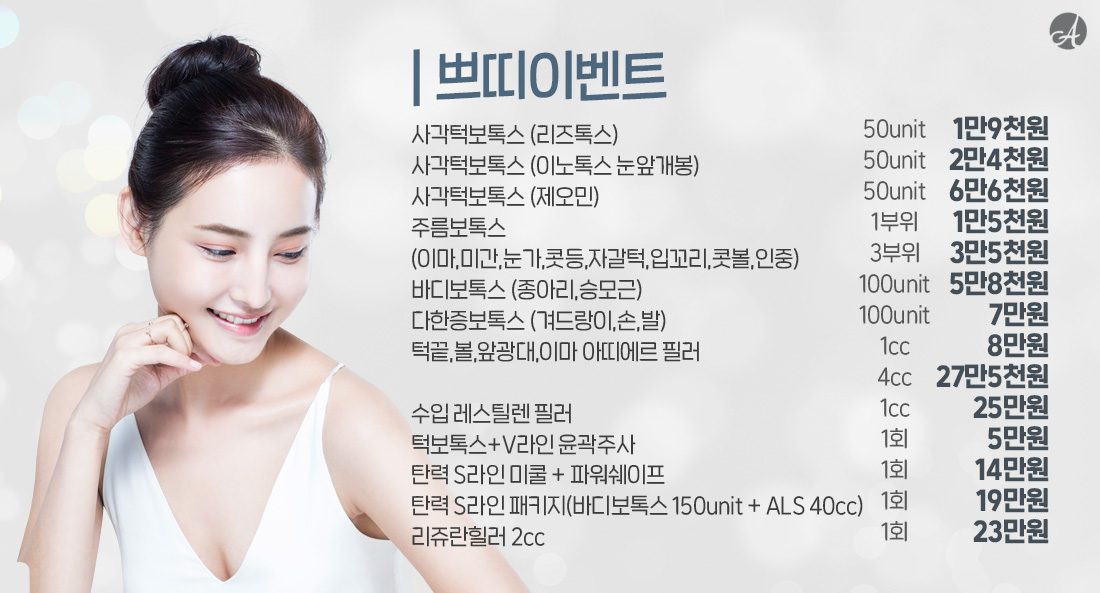 쁘띠이벤트
사각턱보톡스 (리즈톡스) 50unit 1만9천원
사각턱보톡스 (이노톡스 눈앞개봉) 50unit 2만4천원
사각턱보톡스 (제오민) 50unit 6만6천원
주름보톡스 1부위 1만5천원
(이마,미간,눈가,콧등,자갈턱,입꼬리,콧볼,인중) 3부위 3만5천원
바디보톡스 (종아리,승모근) 100unit 5만8천원
다한증보톡스 (겨드랑이,손,발) 100unit 7만원
턱끝,볼,앞광대,이마 아띠에르 필러 1cc 8만원
4cc 27만5천원
수입 레스틸렌 필러 1cc 25만원
턱보톡스+V라인 윤곽주사 1회 5만원
탄력 S라인 미쿨 + 파워쉐이프 1회 14만원
탄력 S라인 패키지(바디보톡스 150unit + ALS 40cc) 1회 19만원
리쥬란힐러 2cc 1회 23만원
A